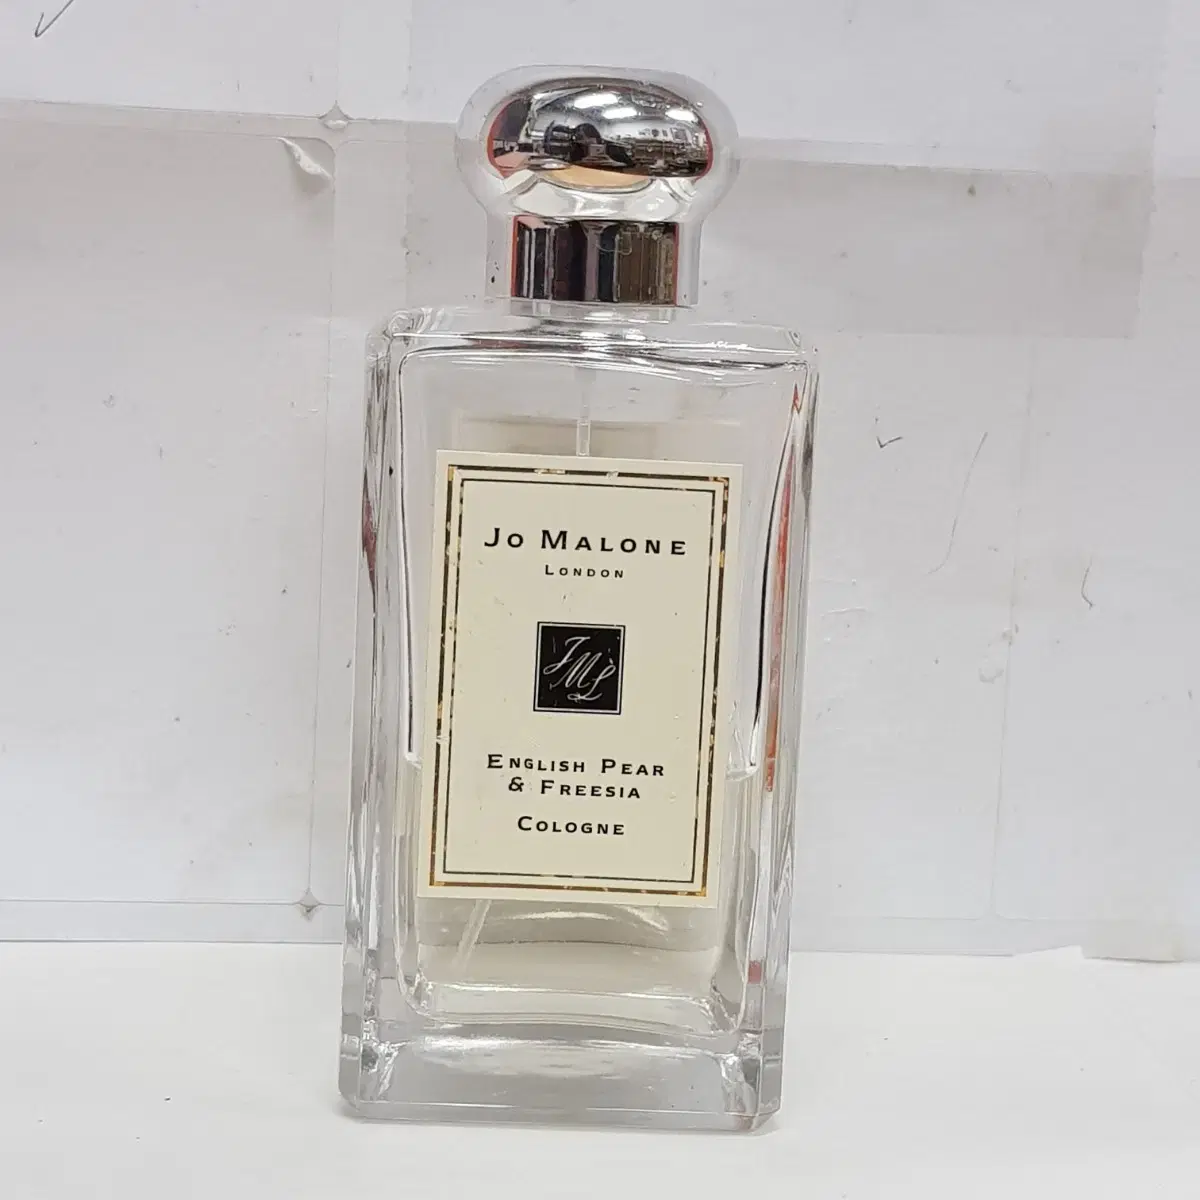 JO MALONE
LONDON
JML
ENGLISH PEAR
& FREESIA
COLOGNE